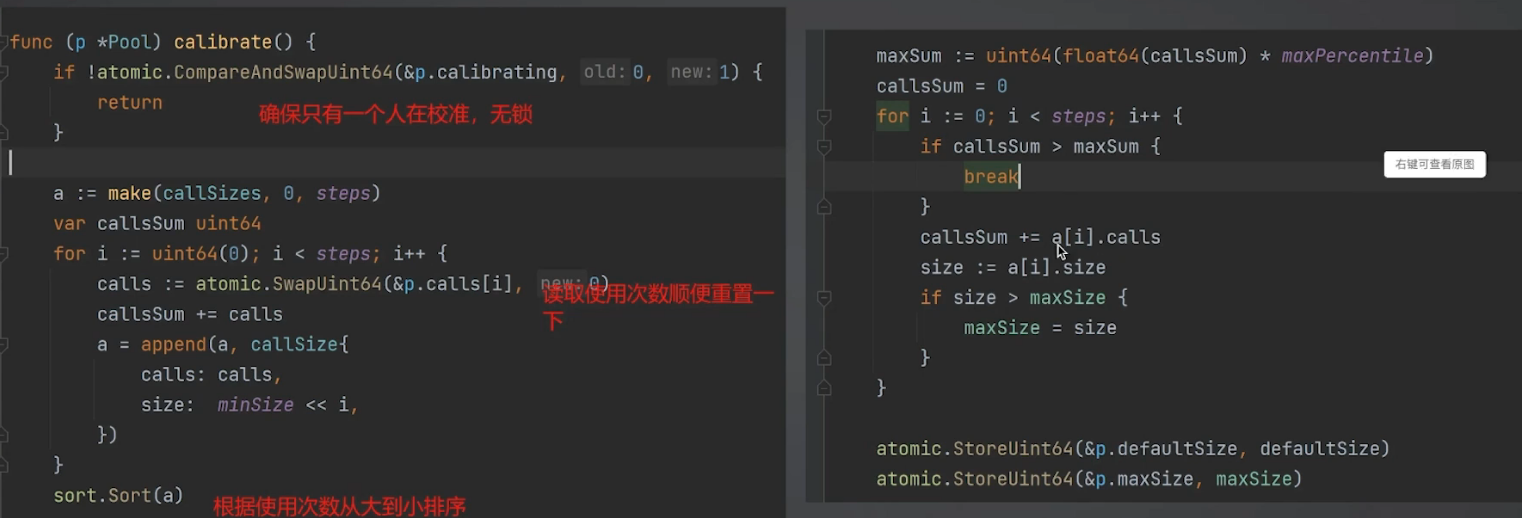 func (p *Pool) calibrate() {
if !atomic.CompareAndSwapUint64(&p.calibrating, old: 0, new: 1) {
return
确保只有一个人在校准，无锁
}
a := make(callSizes, 0, steps)
var callsSum uint64
for i := uint64(0); i < steps; i++ {
calls := atomic.SwapUint64(&p.calls[i], new: 0)
读取使用次数顺便重置一
下
callsSum += calls
a = append(a, callSize{
calls: calls,
size: minSize << i,
})
}
sort.Sort(a)
根据使用次数从大到小排序
maxSum := uint64(float64(callsSum) * maxPercentile)
callsSum = 0
for i := 0; i < steps; i++ {
if callsSum > maxSum {
右键可查看原图
break
}
callsSum += a[i].calls
size := a[i].size
if size > maxSize {
maxSize = size
}
}
atomic.StoreUint64(&p.defaultSize, defaultSize)
atomic.StoreUint64(&p.maxSize, maxSize)